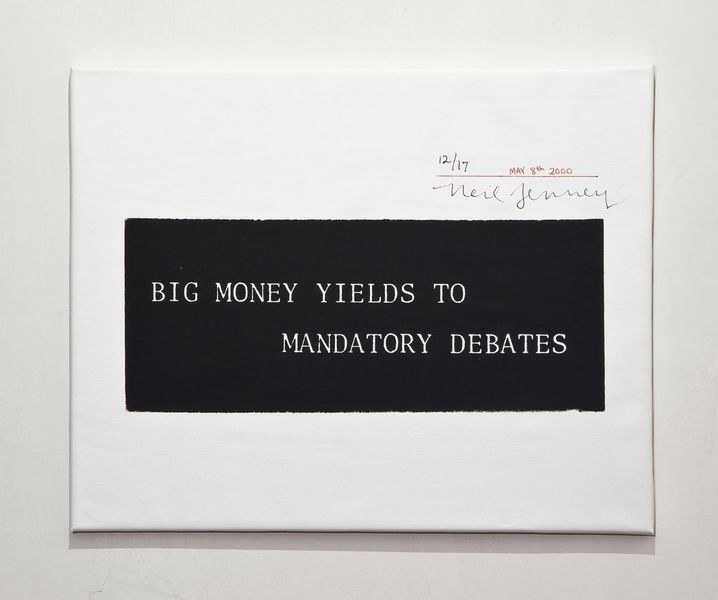 12/17 MAY 8th 2000
Neil Jenney
BIG MONEY YIELDS TO
MANDATORY DEBATES